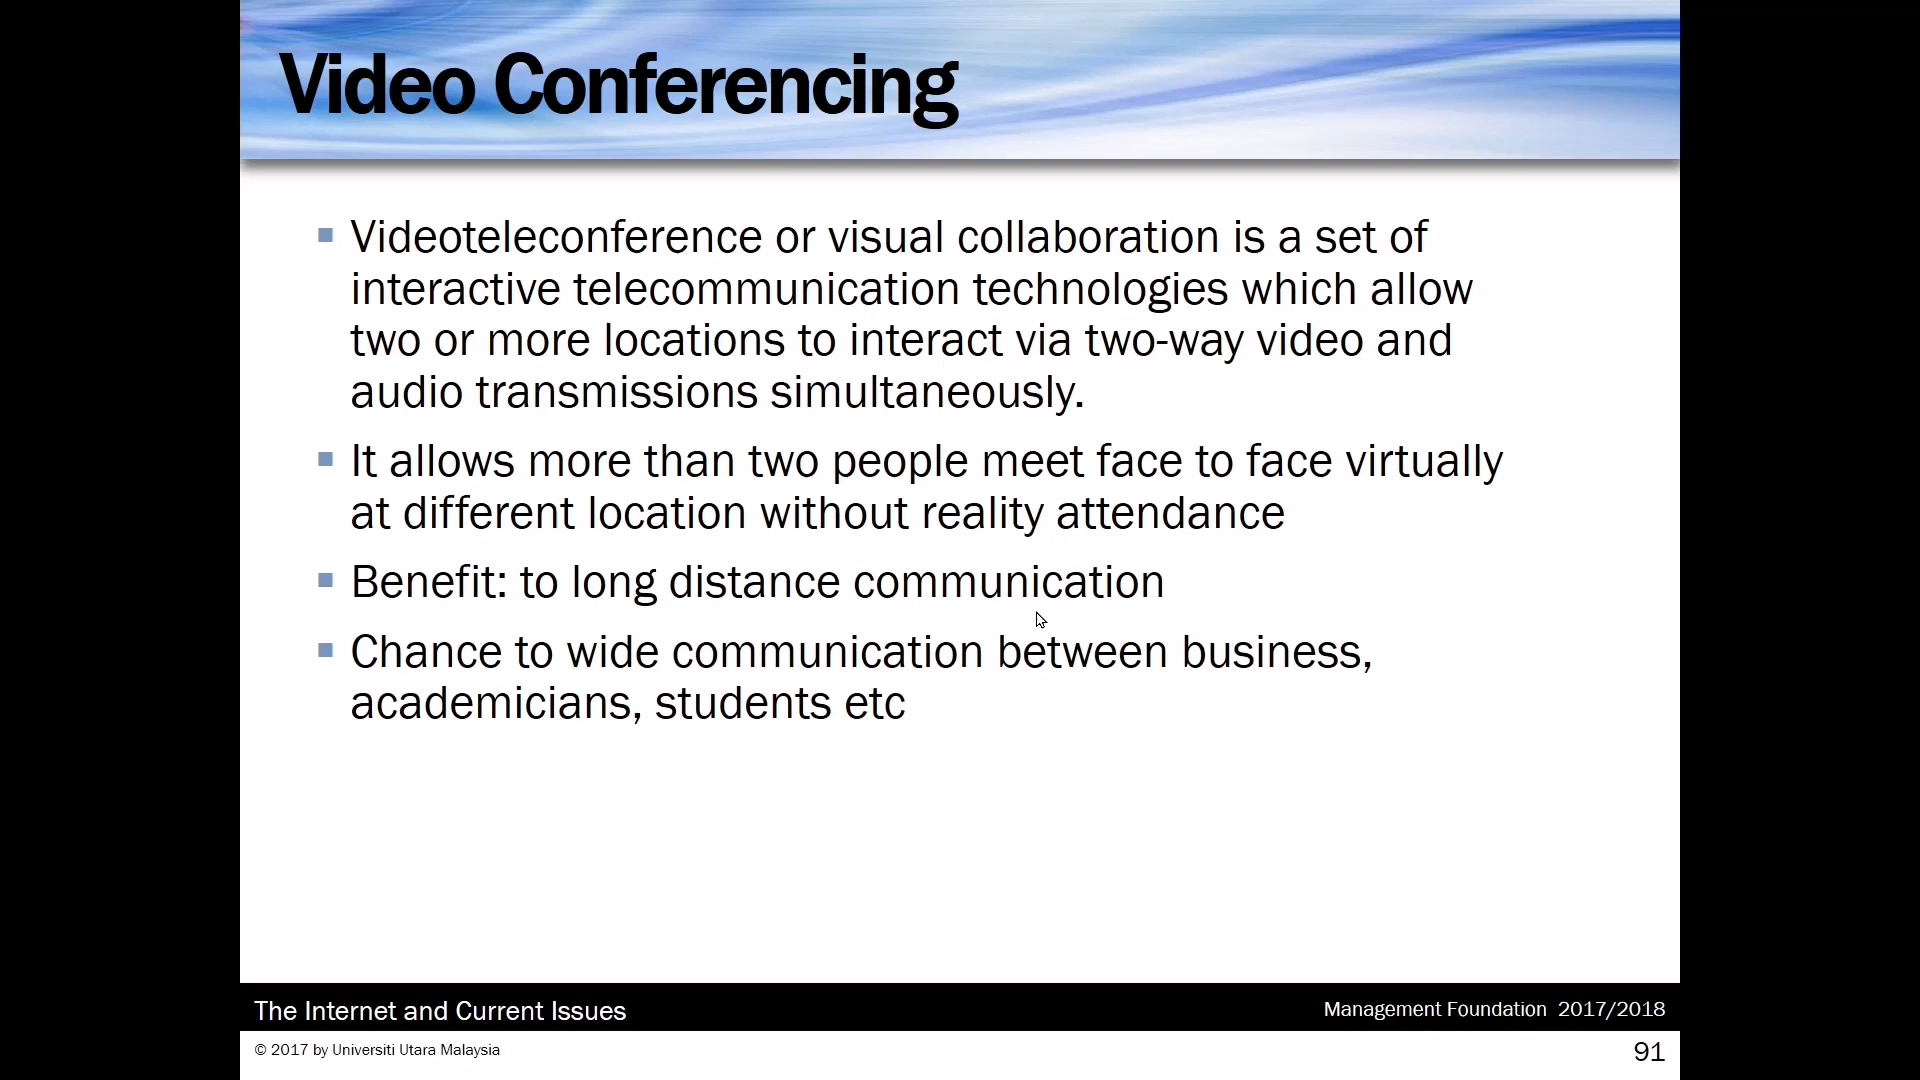 Video Conferencing
Videoteleconference or visual collaboration is a set of
interactive telecommunication technologies which allow
two or more locations to interact via two-way video and
audio transmissions simultaneously.
It allows more than two people meet face to face virtually
at different location without reality attendance
Benefit: to long distance communication
Chance to wide communication between business,
academicians, students etc
The Internet and Current Issues
Management Foundation 2017/2018
© 2017 by Universiti Utara Malaysia
91